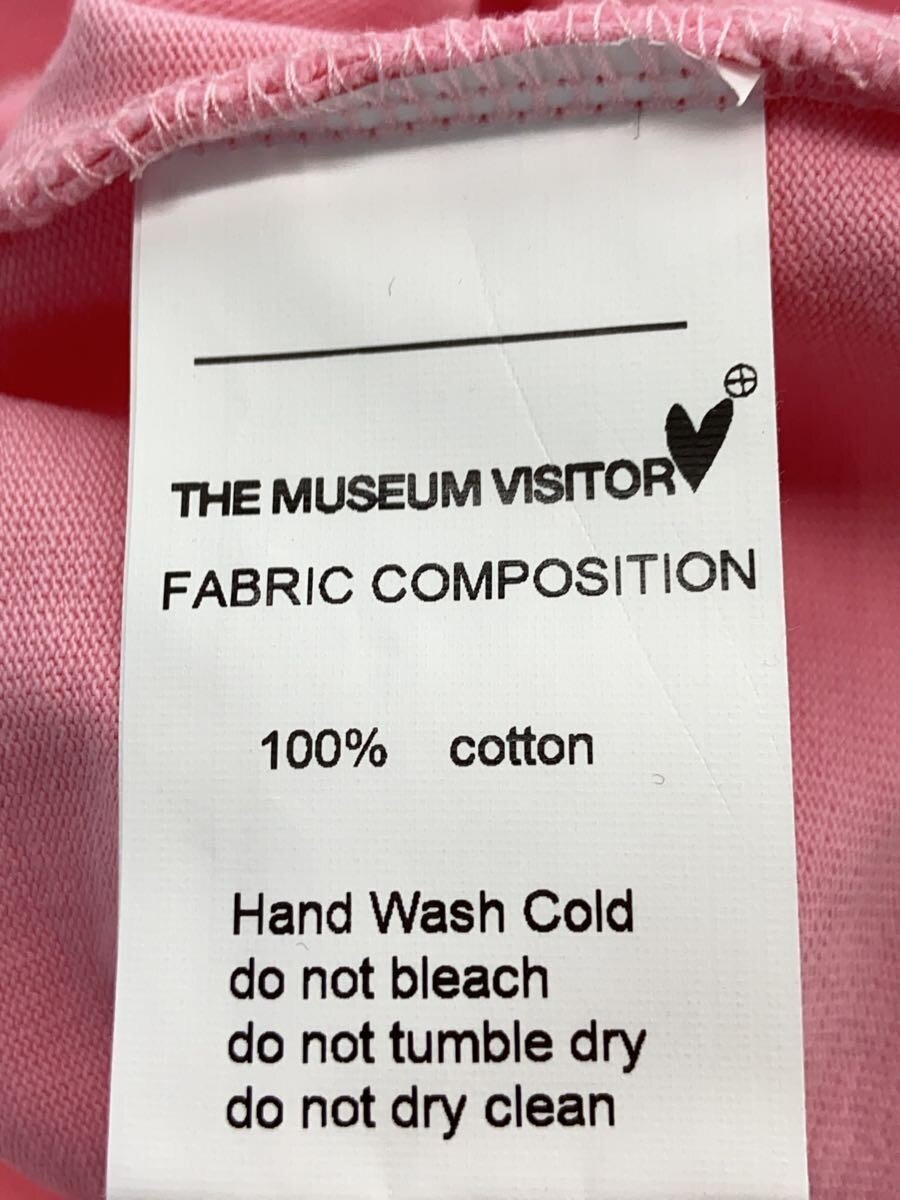 THE MUSEUM VISITOR
FABRIC COMPOSITION
100% cotton
Hand Wash Cold
do not bleach
do not tumble dry
do not dry clean